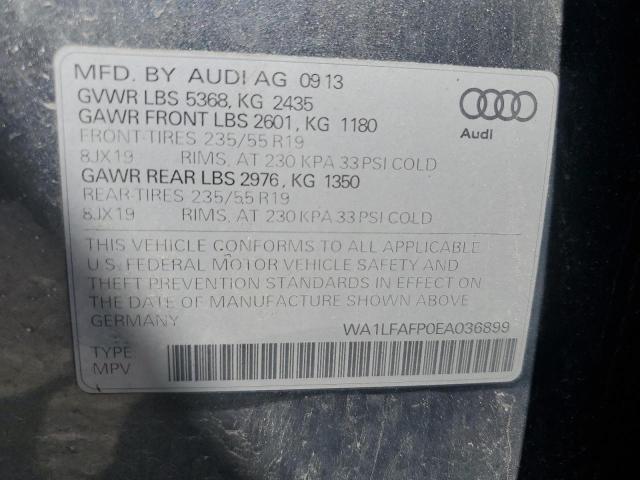 MFD. BY AUDI AG 0913
GVWR LBS 5368, KG 2435
GAWR FRONT LBS 2601, KG 1180
FRONT-TIRES 235/55 R19
8JX19 RIMS, AT 230 KPA 33 PSI COLD
GAWR REAR LBS 2976, KG 1350
REAR-TIRES 235/55 R19
8JX19 RIMS, AT 230 KPA 33 PSI COLD
Audi
THIS VEHICLE CONFORMS TO ALL APPLICABLE
U.S. FEDERAL MOTOR VEHICLE SAFETY AND
THEFT PREVENTION STANDARDS IN EFFECT ON
THE DATE OF MANUFACTURE SHOWN ABOVE.
GERMANY
WA1LFAFP0EA036899
TYPE
MPV